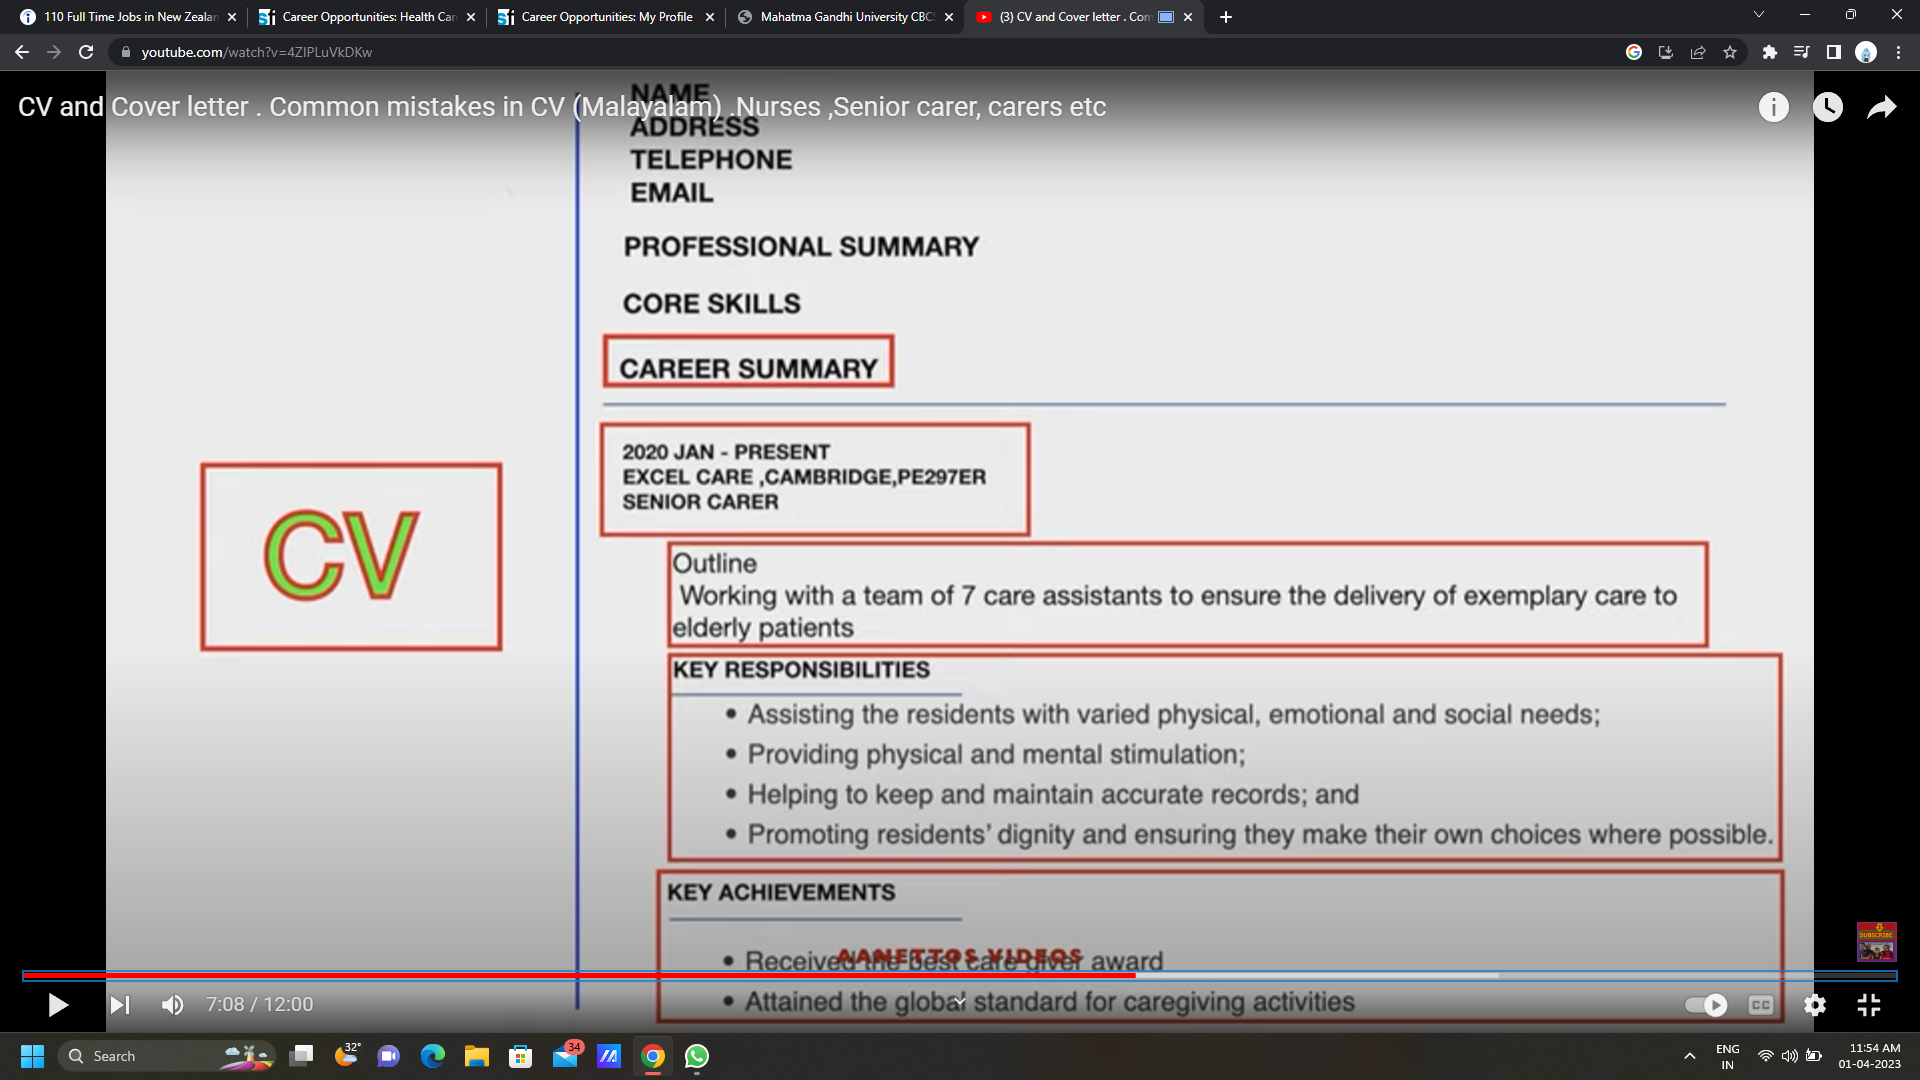 110 Full Time Jobs in New Zealan
Career Opportunities: Health Car
Career Opportunities: My Profile
Mahatma Gandhi University CBCS
(3) CV and Cover letter . Com
youtube.com/watch?v=4ZIPLuVkDKw
CV and Cover letter . Common mistakes in CV (Malayalam) .Nurses ,Senior carer, carers etc
NAME
ADDRESS
TELEPHONE
EMAIL
PROFESSIONAL SUMMARY
CORE SKILLS
CAREER SUMMARY
2020 JAN - PRESENT
EXCEL CARE ,CAMBRIDGE,PE297ER
SENIOR CARER
CV
Outline
Working with a team of 7 care assistants to ensure the delivery of exemplary care to
elderly patients
KEY RESPONSIBILITIES
• Assisting the residents with varied physical, emotional and social needs;
• Providing physical and mental stimulation;
• Helping to keep and maintain accurate records; and
• Promoting residents' dignity and ensuring they make their own choices where possible.
KEY ACHIEVEMENTS
AANETTOS VIDEOS
• Received the best care giver award
• Attained the global standard for caregiving activities
SUBSCRIBE
7:08 / 12:00
CC
Search
32°
34
ENG
IN
11:54 AM
01-04-2023